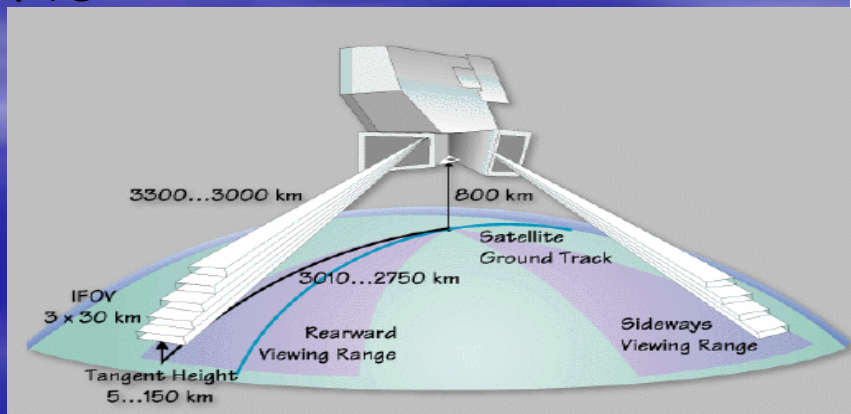 3300...3000 km
800 km
Satellite
Ground Track
3010...2750 km
IFOV
3 x 30 km
Rearward
Viewing Range
Sideways
Viewing Range
Tangent Height
5...150 km